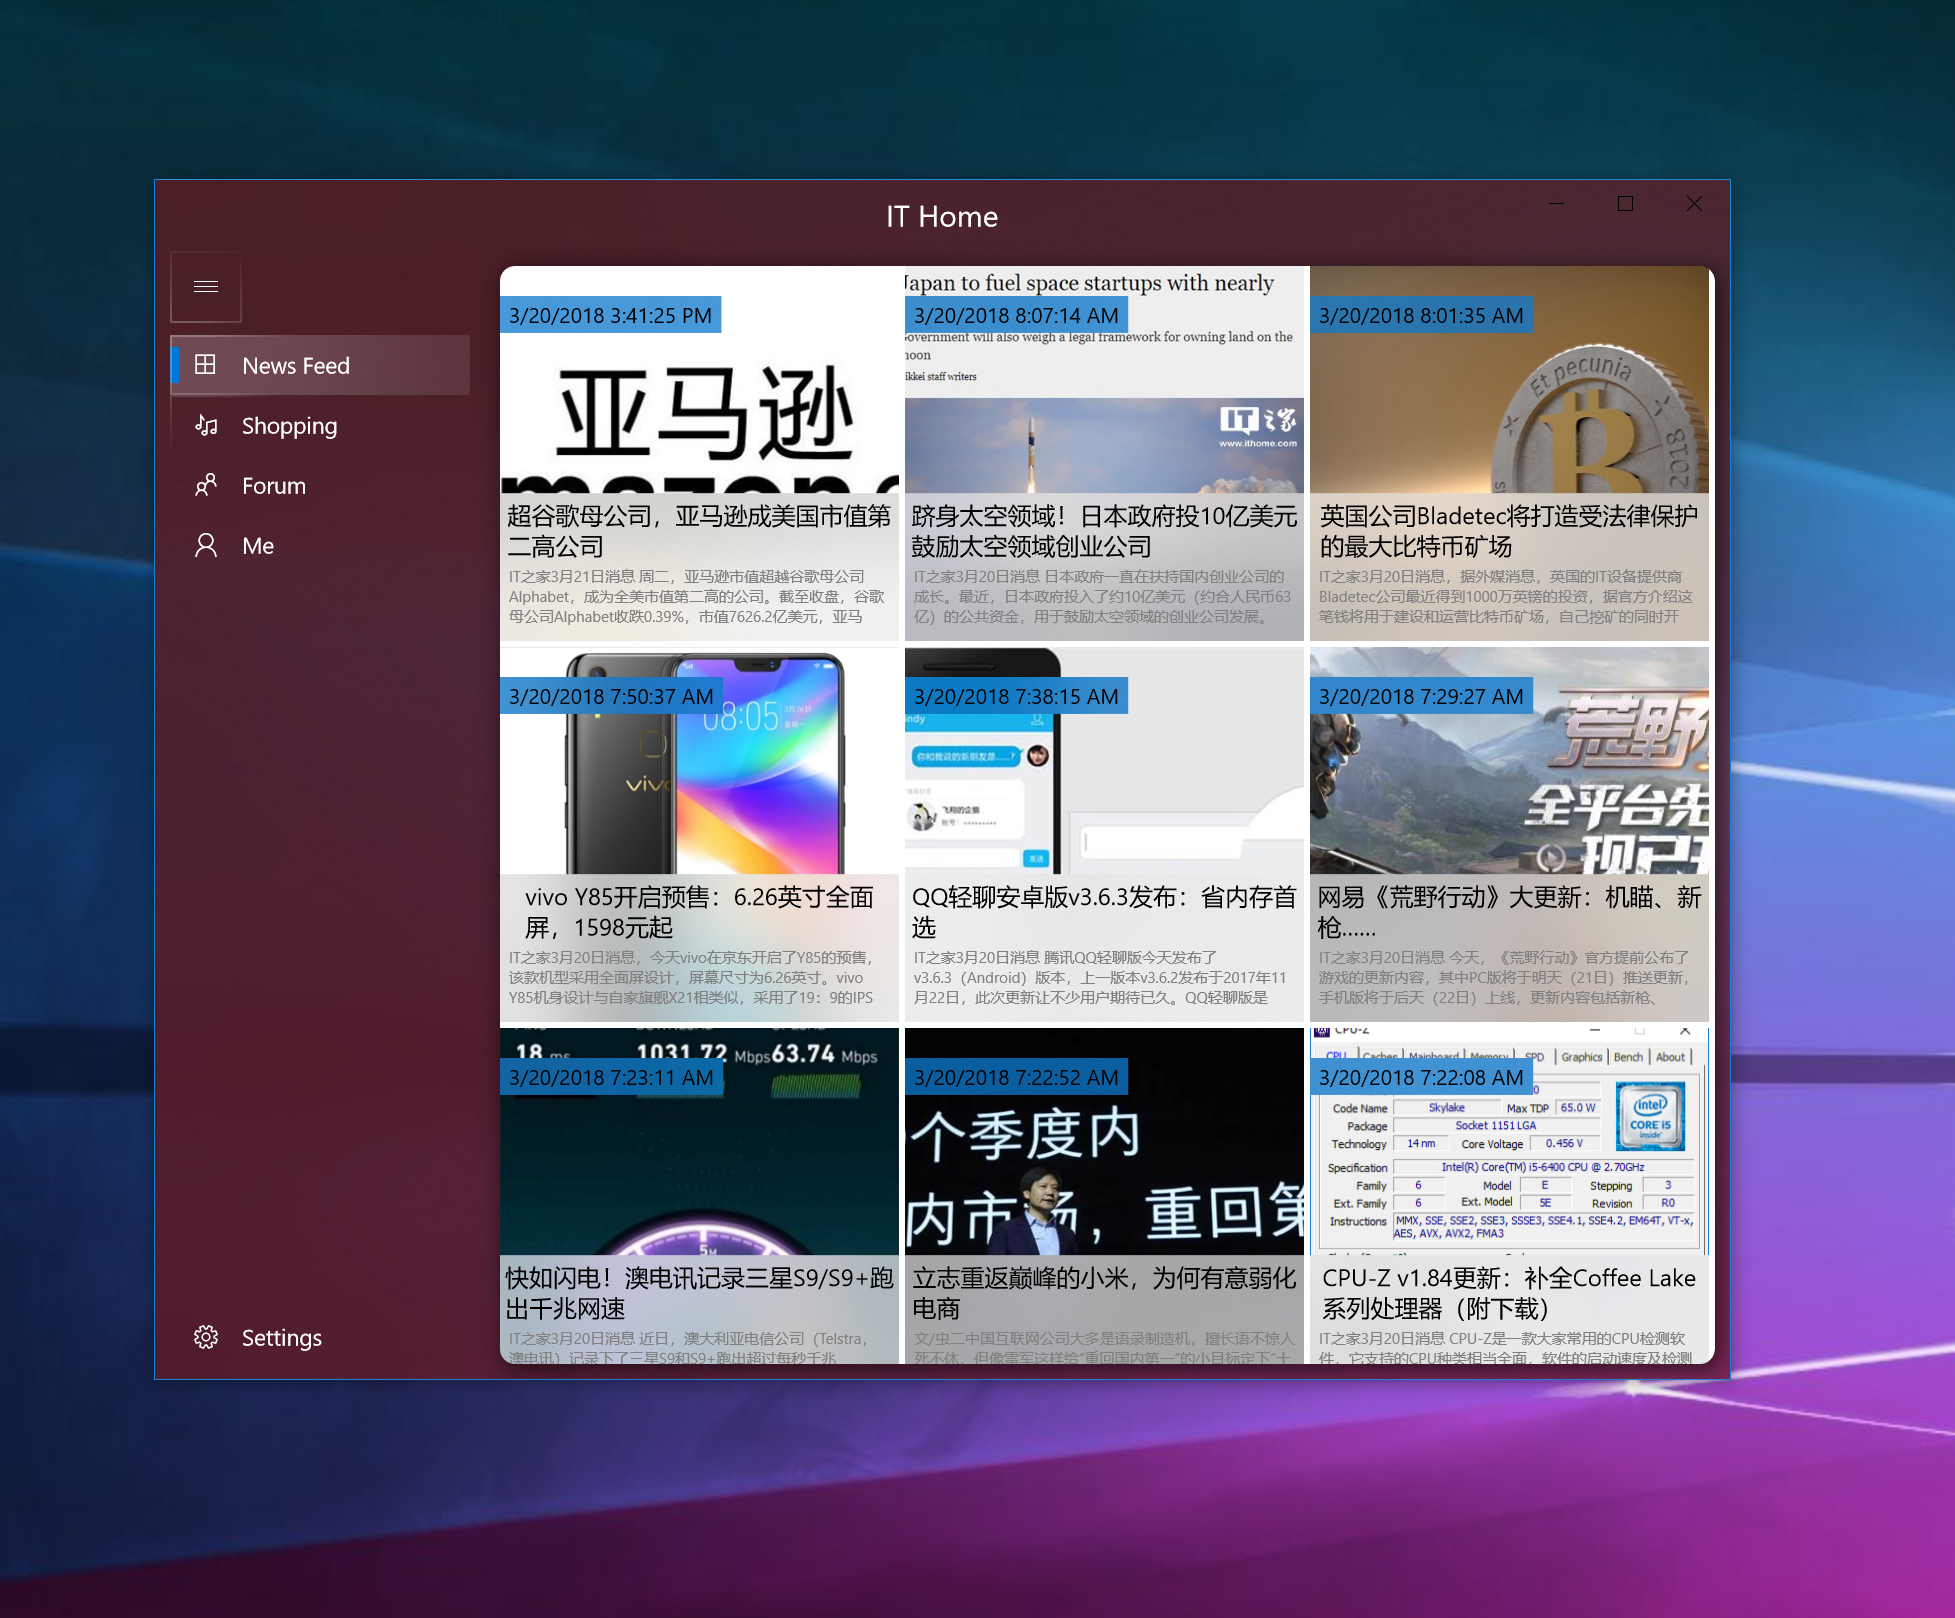 IT Home
News Feed
Shopping
Forum
Me
Settings
Japan to fuel space startups with nearly
3/20/2018 3:41:25 PM
3/20/2018 8:07:14 AM
3/20/2018 8:01:35 AM
Government will also weigh a legal framework for owning land on the
moon
Nikkei staff writers
亚马逊
IT之家
www.ithome.com
Et pecunia
2018
超谷歌母公司，亚马逊成美国市值第
二高公司
IT之家3月21日消息 周二，亚马逊市值超越谷歌母公司
Alphabet，成为全美市值第二高的公司。截至收盘，谷歌
母公司Alphabet收跌0.39%，市值7626.2亿美元，亚马
跻身太空领域！日本政府投10亿美元
鼓励太空领域创业公司
IT之家3月20日消息 日本政府一直在扶持国内创业公司的
成长。最近，日本政府投入了约10亿美元（约合人民币63
亿）的公共资金，用于鼓励太空领域的创业公司发展。
英国公司Bladetec将打造受法律保护
的最大比特币矿场
IT之家3月20日消息，据外媒消息，英国的IT设备提供商
Bladetec公司最近得到1000万英镑的投资，据官方介绍这
笔钱将用于建设和运营比特币矿场，自己挖矿的同时开
3/20/2018 7:50:37 AM
3/20/2018 7:38:15 AM
3/20/2018 7:29:27 AM
08:05
3月26日
vivo
indy
你和我说的新朋友是......?
飞翔的企鹅
发送
荒野
全平台先
现已
vivo Y85开启预售：6.26英寸全面
屏，1598元起
IT之家3月20日消息，今天vivo在京东开启了Y85的预售，
该款机型采用全面屏设计，屏幕尺寸为6.26英寸。vivo
Y85机身设计与自家旗舰X21相类似，采用了19：9的IPS
QQ轻聊安卓版v3.6.3发布：省内存首
选
IT之家3月20日消息 腾讯QQ轻聊版今天发布了
v3.6.3（Android）版本，上一版本v3.6.2发布于2017年11
月22日，此次更新让不少用户期待已久。QQ轻聊版是
网易《荒野行动》大更新：机瞄、新
枪……
IT之家3月20日消息 今天，《荒野行动》官方提前公布了
游戏的更新内容，其中PC版将于明天（21日）推送更新，
手机版将于后天（22日）上线，更新内容包括新枪、
18 ms
1031.72 Mbps 63.74 Mbps
3/20/2018 7:23:11 AM
3/20/2018 7:22:52 AM
3/20/2018 7:22:08 AM
5M
个季度内
内市场，重回第
CPU-Z
CPU Caches Mainboard Memory SPD Graphics Bench About
Code Name Skylake Max TDP 65.0 W
Package Socket 1151 LGA
Technology 14 nm Core Voltage 0.456 V
intel
CORE i5
inside
Specification Intel(R) Core(TM) i5-6400 CPU @ 2.70GHz
Family 6 Model E Stepping 3
Ext. Family 6 Ext. Model 5E Revision R0
Instructions MMX, SSE, SSE2, SSE3, SSSE3, SSE4.1, SSE4.2, EM64T, VT-x,
AES, AVX, AVX2, FMA3
快如闪电！澳电讯记录三星S9/S9+跑
出千兆网速
IT之家3月20日消息 近日，澳大利亚电信公司（Telstra，
澳电讯）记录下了三星S9和S9+跑出超过每秒千兆
立志重返巅峰的小米，为何有意弱化
电商
文/虫二中国互联网公司大多是语录制造机，擅长语不惊人
死不休，但像雷军这样给“重回国内第一”的小目标定下“十
CPU-Z v1.84更新：补全Coffee Lake
系列处理器（附下载）
IT之家3月20日消息 CPU-Z是一款大家常用的CPU检测软
件，它支持的CPU种类相当全面，软件的启动速度及检测